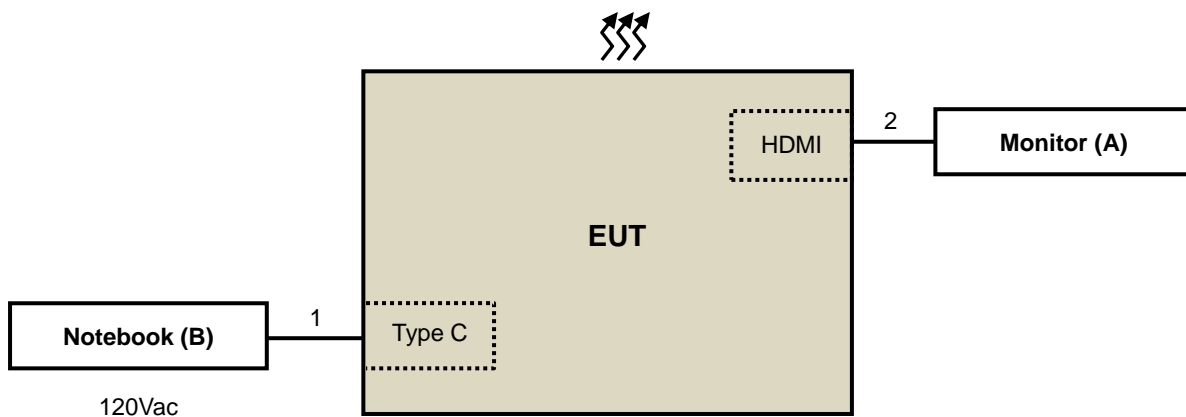 HDMI
2
Monitor (A)
EUT
Notebook (B)
1
Type C
120Vac